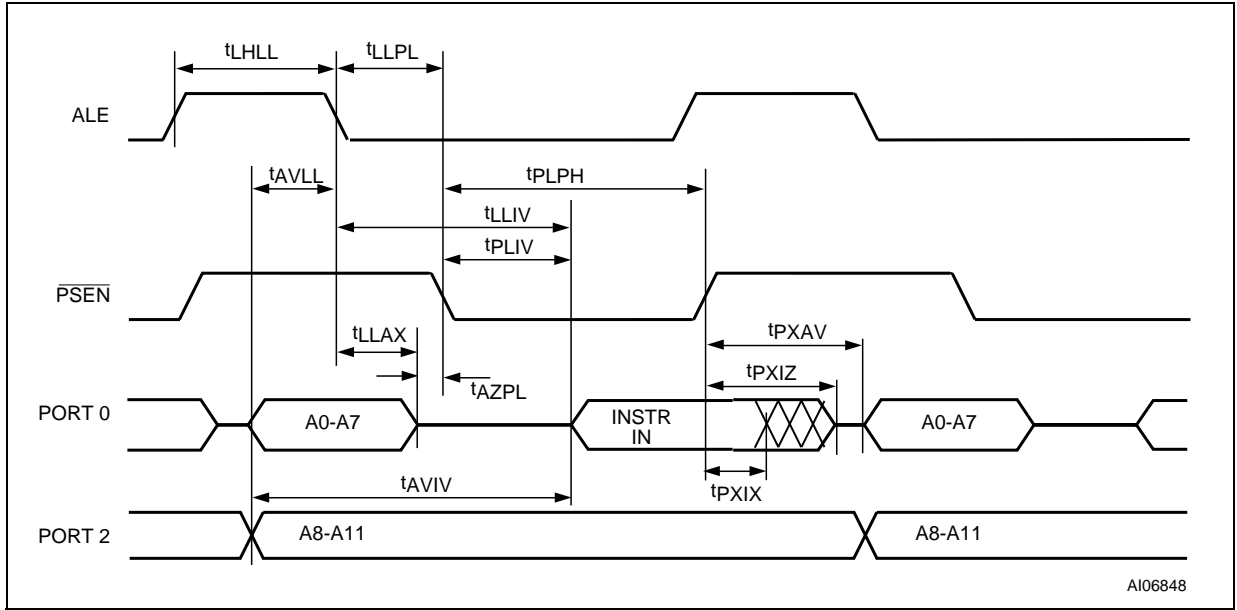 tLHLL tLLPL
ALE
tAVLL tPLPH
tLLIV
tPLIV
PSEN
tLLAX tPXAV
tPXIZ
tAZPL
PORT 0 A0-A7 INSTR IN A0-A7
tPXIX
tAVIV
PORT 2 A8-A11 A8-A11
AI06848